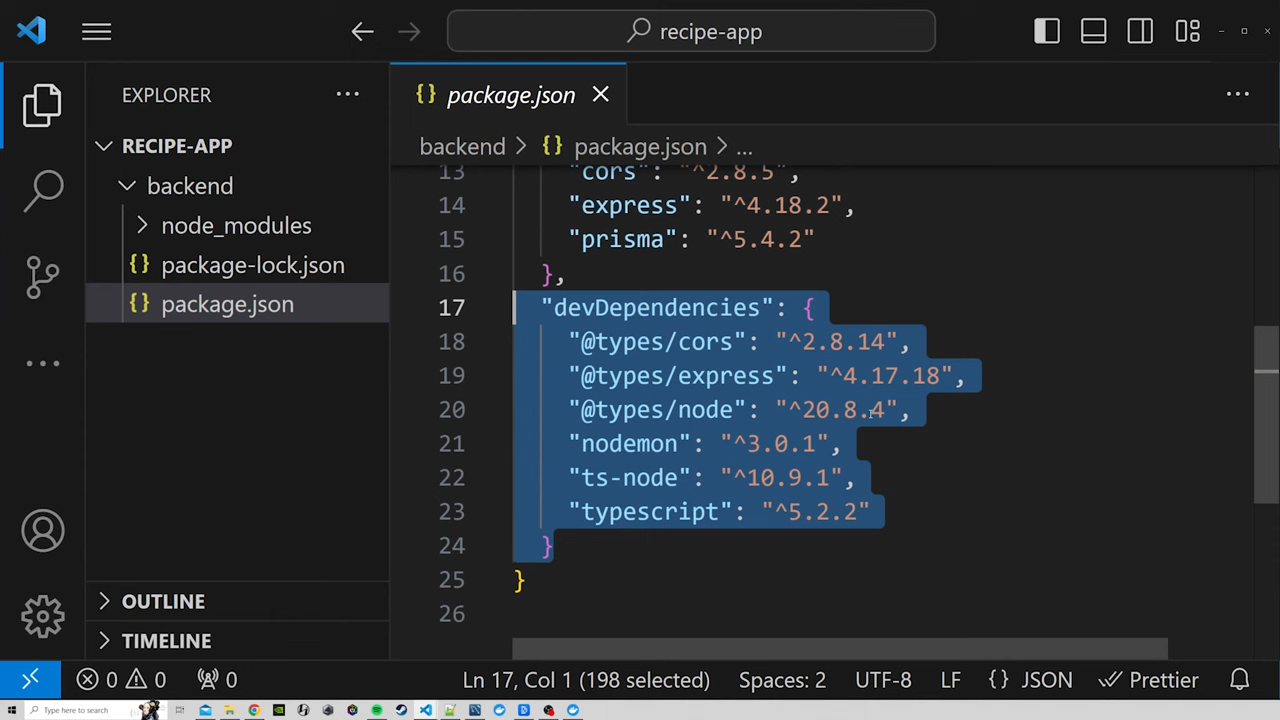 recipe-app
EXPLORER
RECIPE-APP
backend
node_modules
{} package-lock.json
{} package.json
OUTLINE
TIMELINE
{} package.json
backend > {} package.json > ...
13 "cors": "^2.8.5",
14 "express": "^4.18.2",
15 "prisma": "^5.4.2"
16 },
17 "devDependencies": {
18 "@types/cors": "^2.8.14",
19 "@types/express": "^4.17.18",
20 "@types/node": "^20.8.4",
21 "nodemon": "^3.0.1",
22 "ts-node": "^10.9.1",
23 "typescript": "^5.2.2"
24 }
25 }
26
0 0 0 Ln 17, Col 1 (198 selected) Spaces: 2 UTF-8 LF {} JSON Prettier
Type here to search